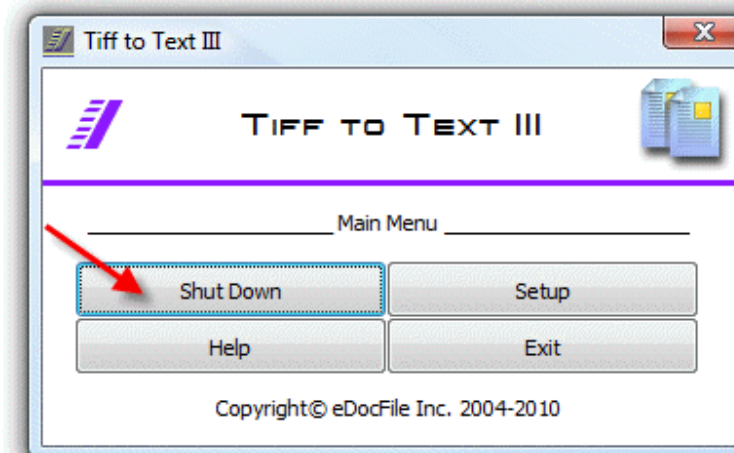 Tiff to Text III
TIFF TO TEXT III
Main Menu
Shut Down Setup
Help Exit
Copyright© eDocFile Inc. 2004-2010